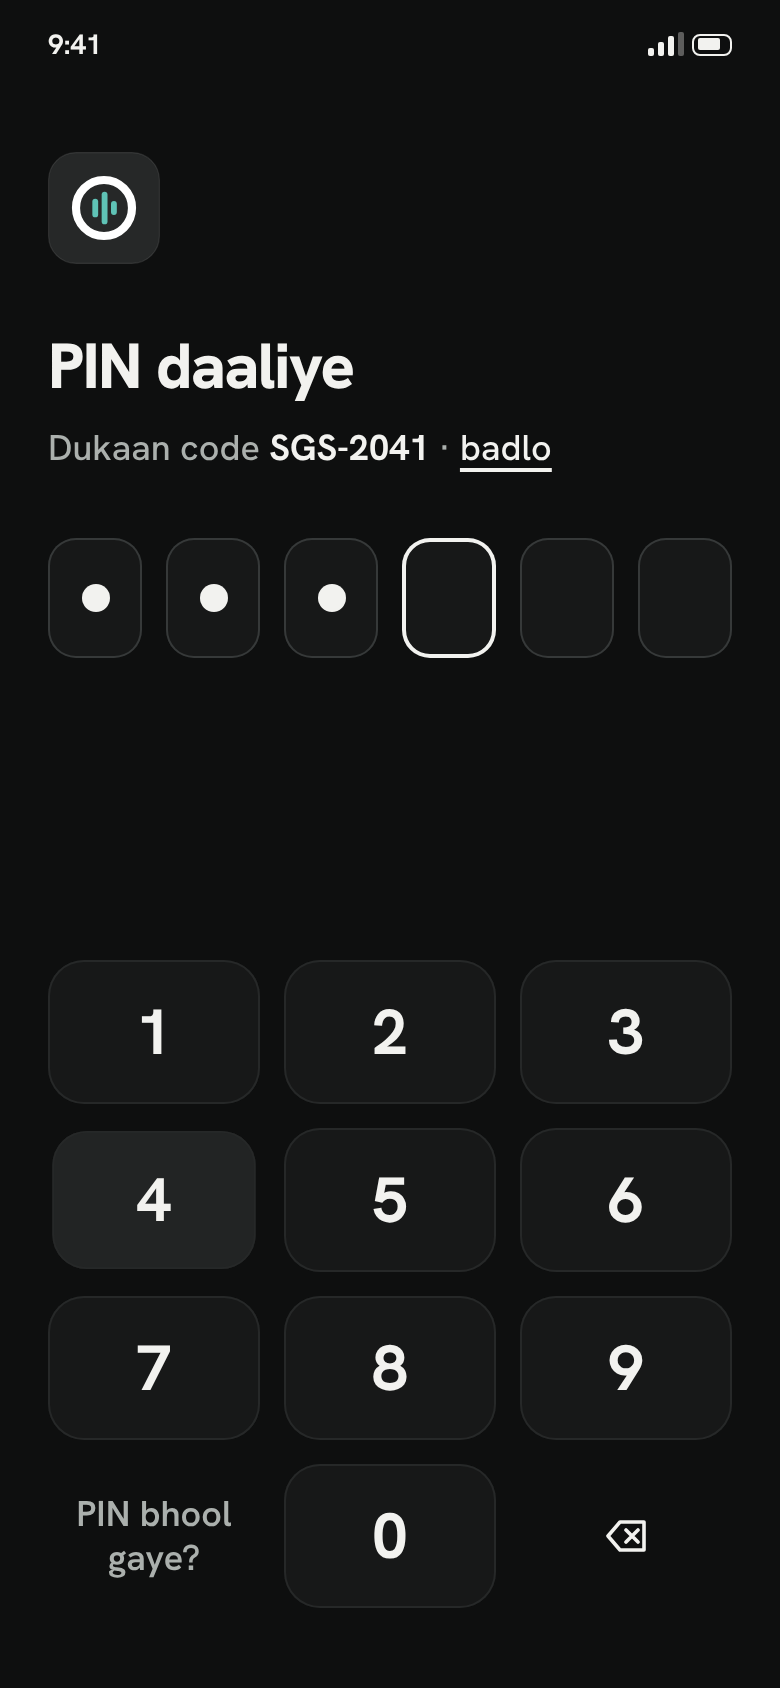 9:41
PIN daaliye
Dukaan code SGS-2041 · badlo
1 2 3
4 5 6
7 8 9
PIN bhool
gaye?
0